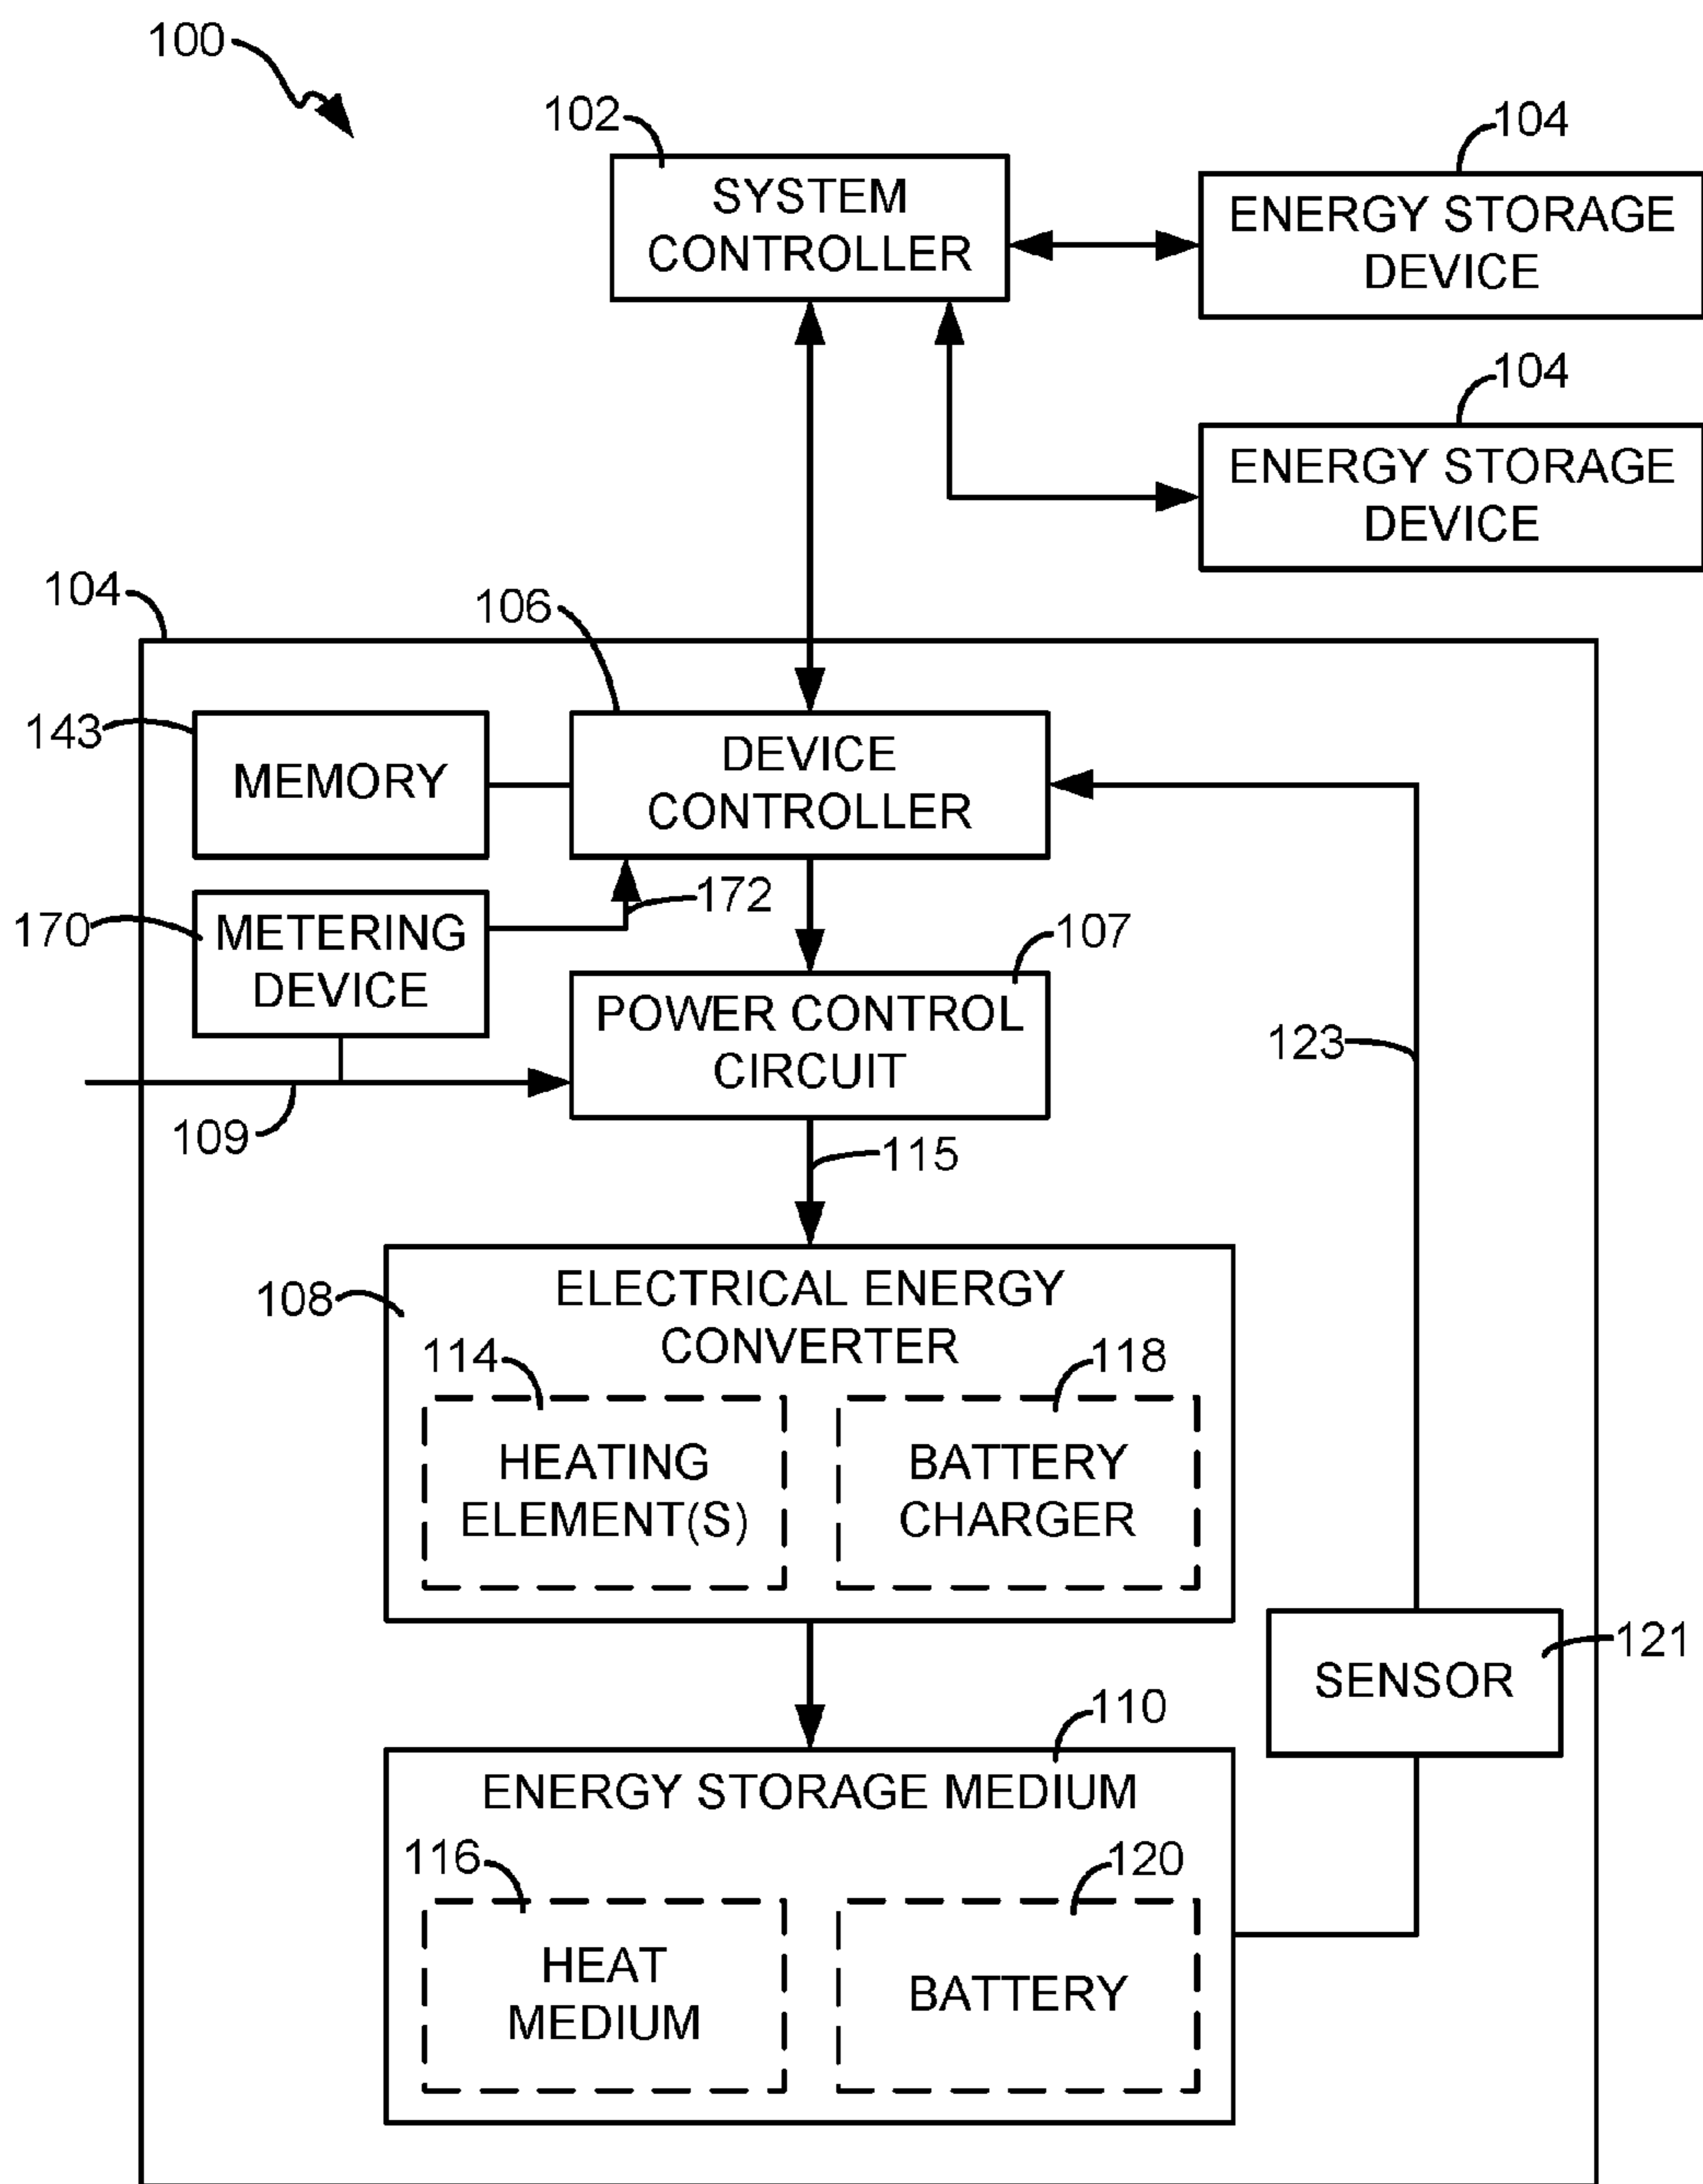 100
102
SYSTEM
CONTROLLER
104
ENERGY STORAGE
DEVICE
104
ENERGY STORAGE
DEVICE
104
106
143
MEMORY
DEVICE
CONTROLLER
170
METERING
DEVICE
172
107
POWER CONTROL
CIRCUIT
109
123
115
108
ELECTRICAL ENERGY
CONVERTER
114
HEATING
ELEMENT(S)
118
BATTERY
CHARGER
121
SENSOR
110
ENERGY STORAGE MEDIUM
116
HEAT
MEDIUM
120
BATTERY